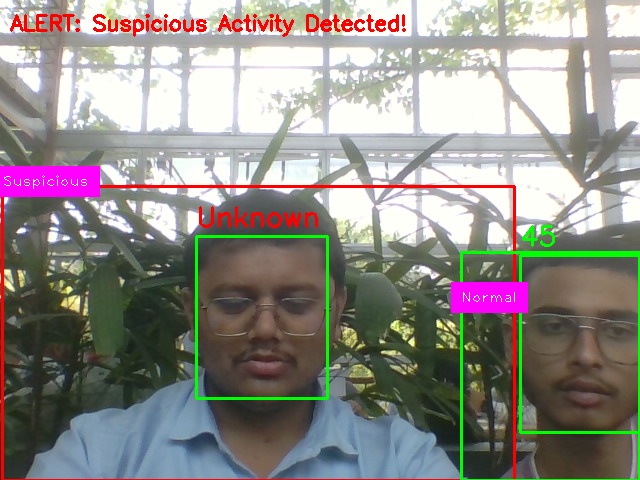 ALERT: Suspicious Activity Detected!
Suspicious
Unknown
45
Normal